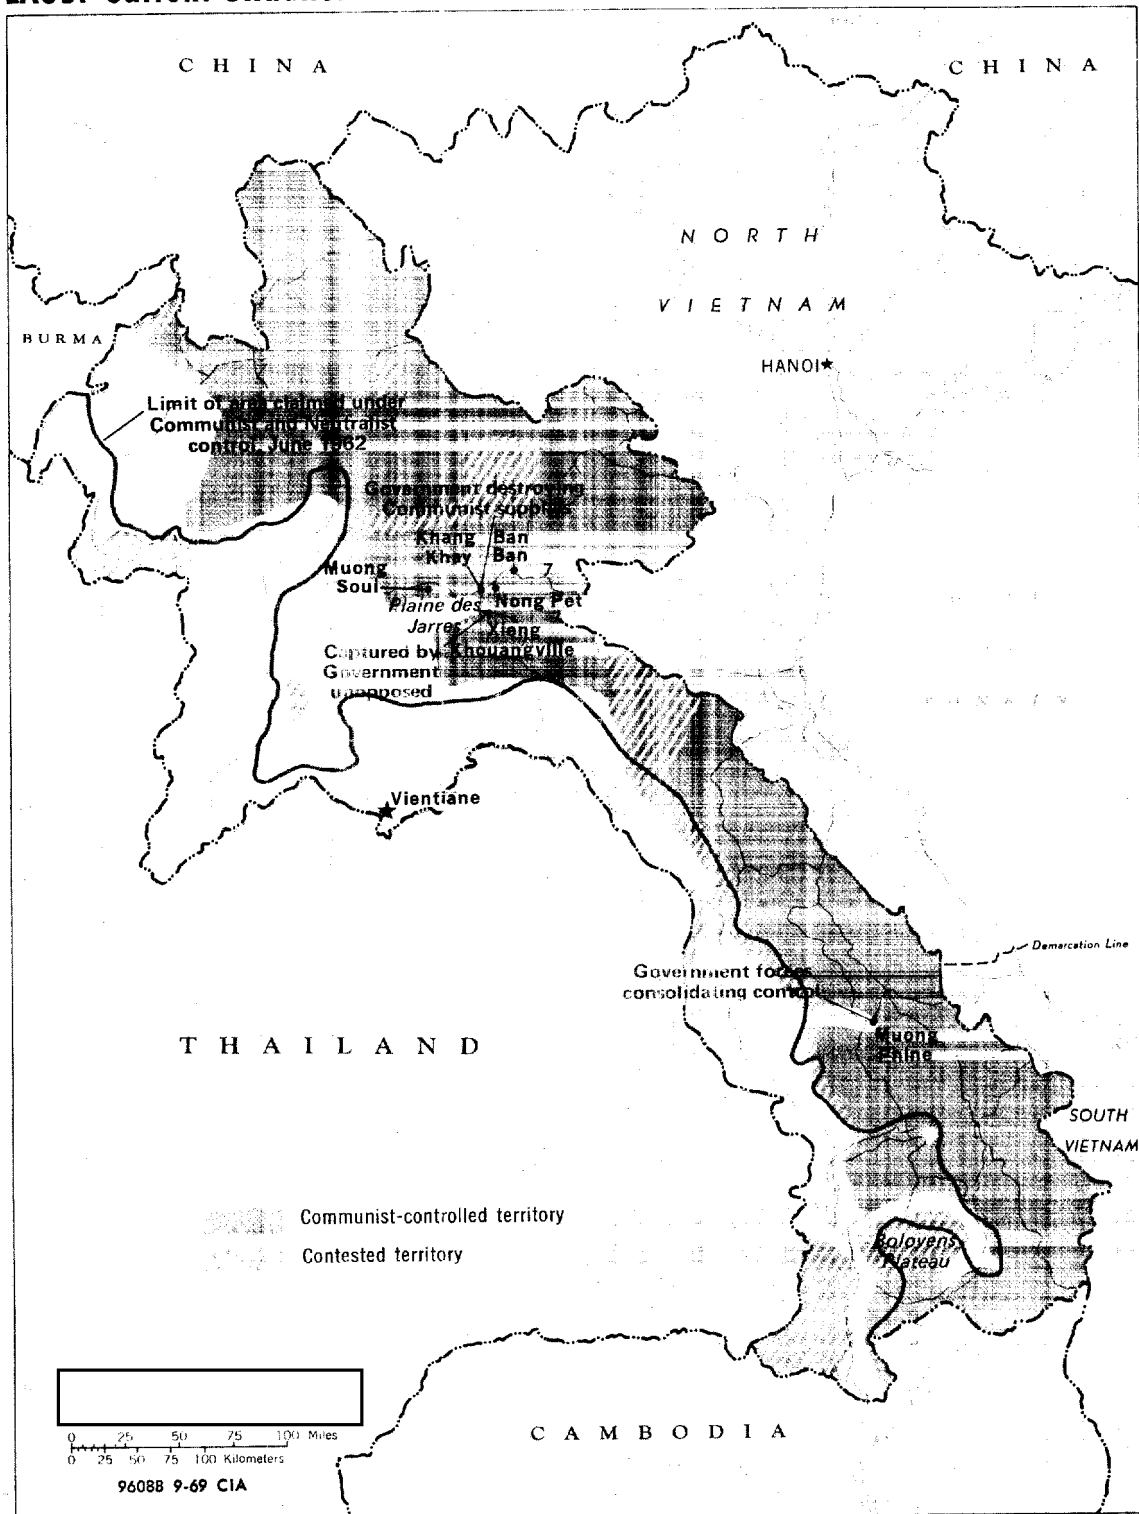 CHINA
CHINA
NORTH
VIETNAM
BURMA
HANOI
Limit of area claimed under
Communist and Neutralist
control, June 1962
Government destroying
Communist supplies
Khang
Khay
Ban
Ban
7
Muong
Soui
Plaine des
Jarres
Nong Pet
Xieng
Khouangville
Captured by
Government
unopposed
Vientiane
Demarcation Line
Government forces
consolidating control
Muong
Phine
THAILAND
SOUTH
VIETNAM
Communist-controlled territory
Contested territory
Bolovens
Plateau
CAMBODIA
0 25 50 75 100 Miles
0 25 50 75 100 Kilometers
96088 9-69 CIA